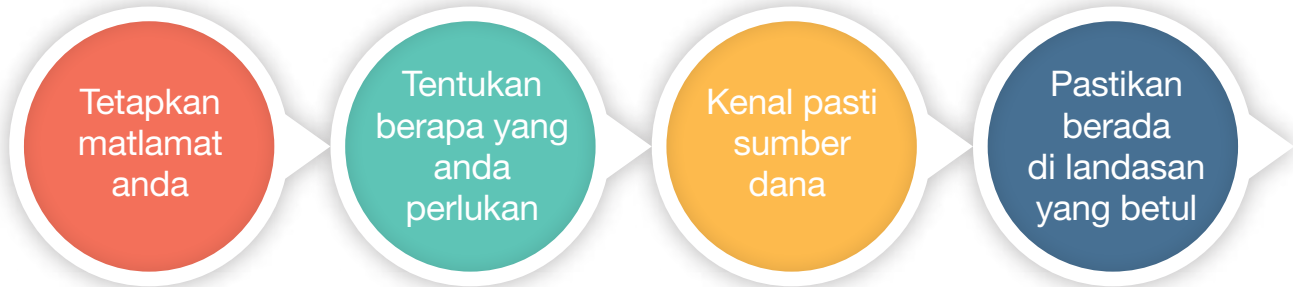 Tetapkan
matlamat
anda
Tentukan
berapa yang
anda
perlukan
Kenal pasti
sumber
dana
Pastikan
berada
di landasan
yang betul